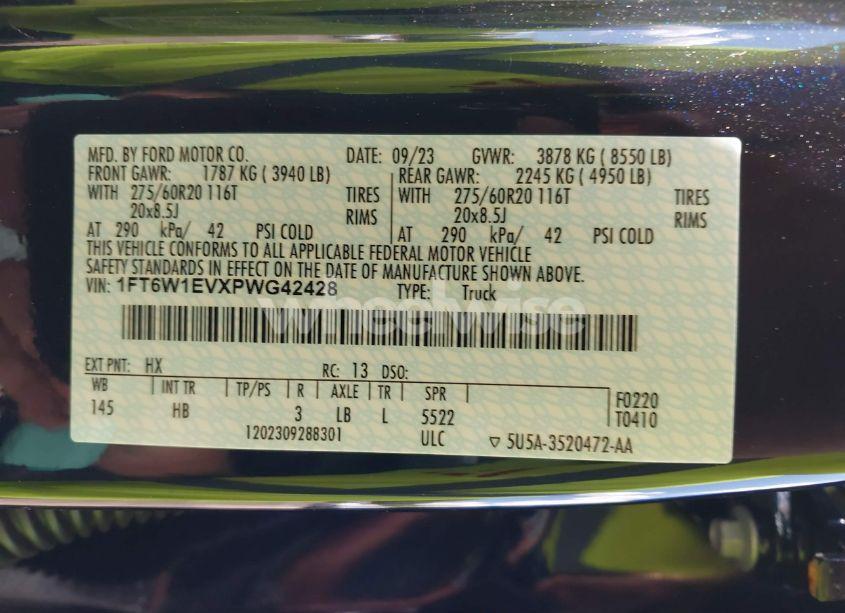 MFD. BY FORD MOTOR CO. DATE: 09/23 GVWR: 3878 KG ( 8550 LB)
FRONT GAWR: 1787 KG ( 3940 LB) REAR GAWR: 2245 KG ( 4950 LB)
WITH 275/60R20 116T TIRES WITH 275/60R20 116T TIRES
20x8.5J RIMS 20x8.5J RIMS
AT 290 kPa/ 42 PSI COLD AT 290 kPa/ 42 PSI COLD
THIS VEHICLE CONFORMS TO ALL APPLICABLE FEDERAL MOTOR VEHICLE
SAFETY STANDARDS IN EFFECT ON THE DATE OF MANUFACTURE SHOWN ABOVE.
VIN: 1FT6W1EVXPWG42428 TYPE: Truck
wheelwise
EXT PNT: HX RC: 13 DSO:
WB INT TR TP/PS R AXLE TR SPR F0220
145 HB 3 LB L 5522 T0410
1202309288301 ULC ▽ 5U5A-3520472-AA